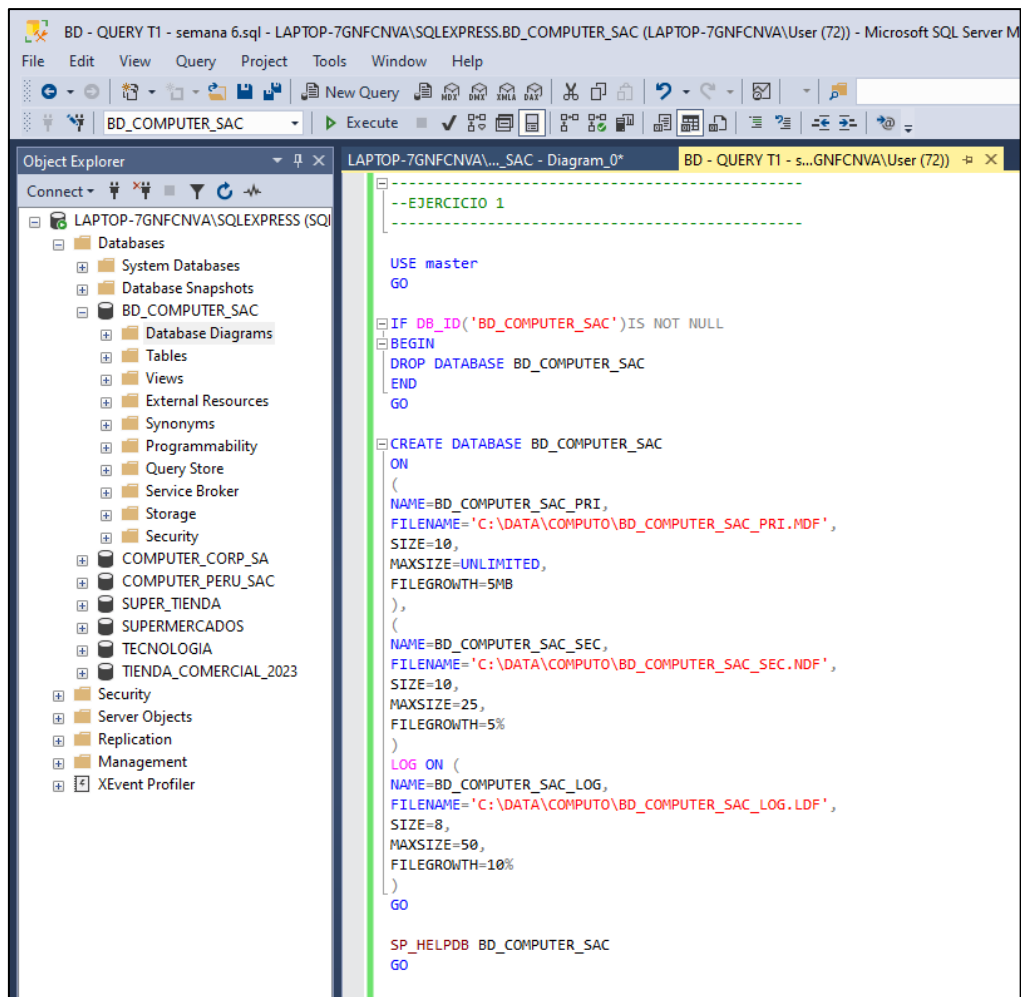 BD - QUERY T1 - semana 6.sql - LAPTOP-7GNFCNVA\SQLEXPRESS.BD_COMPUTER_SAC (LAPTOP-7GNFCNVA\User (72)) - Microsoft SQL Server M
File Edit View Query Project Tools Window Help
New Query MDX DMX XMLA DAX
BD_COMPUTER_SAC Execute
Object Explorer
LAPTOP-7GNFCNVA\..._SAC - Diagram_0* BD - QUERY T1 - s...GNFCNVA\User (72))
Connect
LAPTOP-7GNFCNVA\SQLEXPRESS (SQL
Databases
System Databases
Database Snapshots
BD_COMPUTER_SAC
Database Diagrams
Tables
Views
External Resources
Synonyms
Programmability
Query Store
Service Broker
Storage
Security
COMPUTER_CORP_SA
COMPUTER_PERU_SAC
SUPER_TIENDA
SUPERMERCADOS
TECNOLOGIA
TIENDA_COMERCIAL_2023
Security
Server Objects
Replication
Management
XEvent Profiler
-----------------------------------------------
--EJERCICIO 1
-----------------------------------------------
USE master
GO
IF DB_ID('BD_COMPUTER_SAC')IS NOT NULL
BEGIN
DROP DATABASE BD_COMPUTER_SAC
END
GO
CREATE DATABASE BD_COMPUTER_SAC
ON
(
NAME=BD_COMPUTER_SAC_PRI,
FILENAME='C:\DATA\COMPUTO\BD_COMPUTER_SAC_PRI.MDF',
SIZE=10,
MAXSIZE=UNLIMITED,
FILEGROWTH=5MB
),
(
NAME=BD_COMPUTER_SAC_SEC,
FILENAME='C:\DATA\COMPUTO\BD_COMPUTER_SAC_SEC.NDF',
SIZE=10,
MAXSIZE=25,
FILEGROWTH=5%
)
LOG ON (
NAME=BD_COMPUTER_SAC_LOG,
FILENAME='C:\DATA\COMPUTO\BD_COMPUTER_SAC_LOG.LDF',
SIZE=8,
MAXSIZE=50,
FILEGROWTH=10%
)
GO
SP_HELPDB BD_COMPUTER_SAC
GO